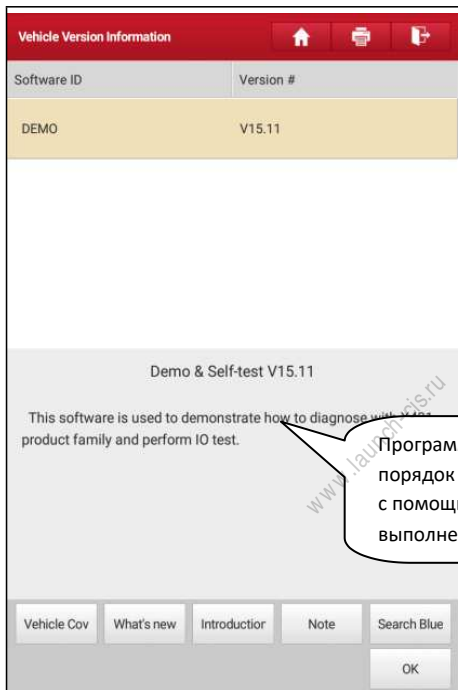 Vehicle Version Information
Software ID Version #
DEMO V15.11
Demo & Self-test V15.11
This software is used to demonstrate how to diagnose
product family and perform IO test.
Програм
порядок
с помощ
выполне
www.launch-cis.ru
Vehicle Cov What's new Introductior Note Search Blue
OK